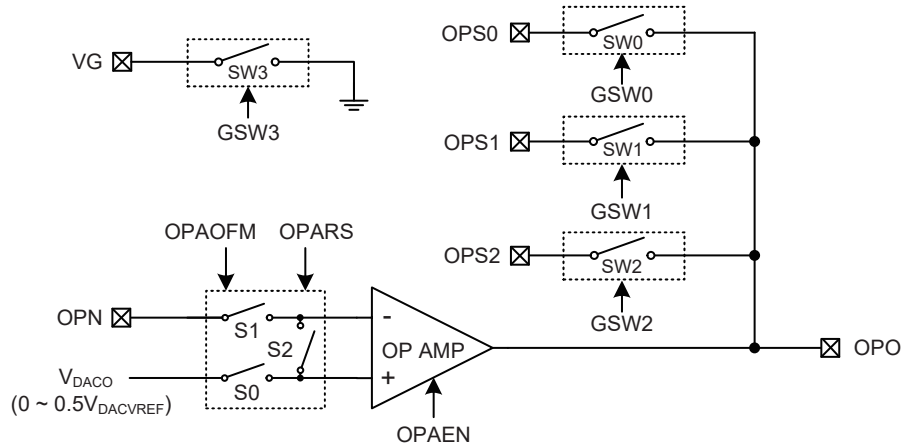 VG
SW3
GSW3
OPS0
SW0
GSW0
OPS1
SW1
GSW1
OPS2
SW2
GSW2
OPAOFM
OPARS
OPN
S1
S2
S0
VDACO
(0 ~ 0.5VDACVREF)
-
OP AMP
+
OPAEN
OPO